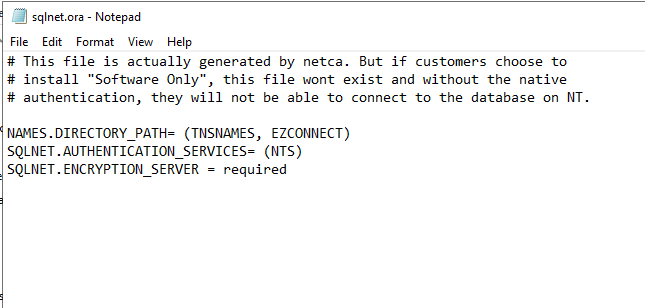 sqlnet.ora - Notepad
File Edit Format View Help
# This file is actually generated by netca. But if customers choose to
# install "Software Only", this file wont exist and without the native
# authentication, they will not be able to connect to the database on NT.
NAMES.DIRECTORY_PATH= (TNSNAMES, EZCONNECT)
SQLNET.AUTHENTICATION_SERVICES= (NTS)
SQLNET.ENCRYPTION_SERVER = required